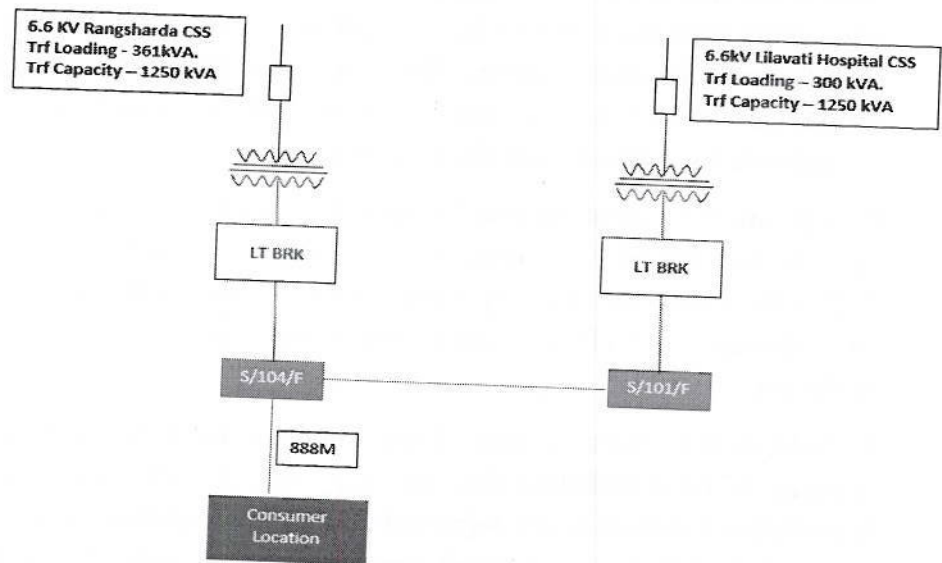 6.6 KV Rangsharda CSS
Trf Loading - 361kVA.
Trf Capacity – 1250 kVA
6.6kV Lilavati Hospital CSS
Trf Loading – 300 kVA.
Trf Capacity – 1250 kVA
LT BRK
LT BRK
S/104/F
S/101/F
888M
Consumer
Location